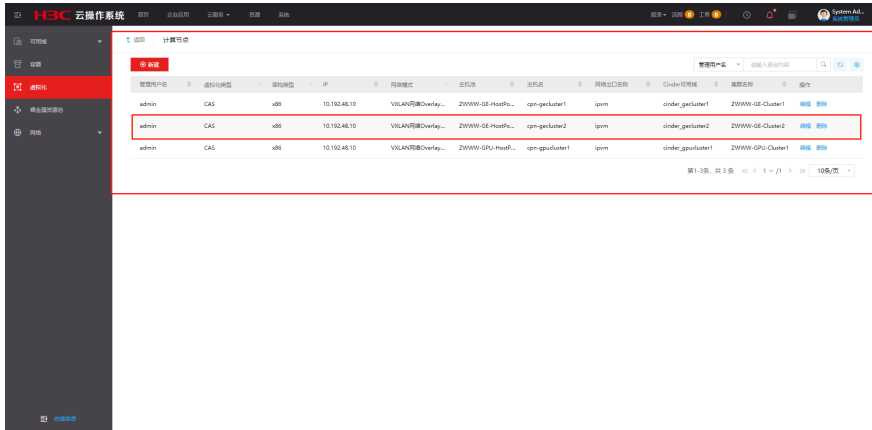 H3C 云操作系统 首页 企业应用 云服务 资源 系统 流程 0 工单 0 System Ad... 系统管理员
可用域
容器
虚拟化
裸金属资源池
网络
收缩菜单
返回 计算节点
新建 管理用户名 请输入查询内容
管理用户名 虚拟化类型 架构类型 IP 网络模式 主机池 主机名 网络出口名称 Cinder可用域 集群名称 操作
admin CAS x86 10.192.48.10 VXLAN网络Overlay... ZWWW-GE-HostPo... cpn-gecluster1 ipvm cinder_gecluster1 ZWWW-GE-Cluster1 编辑 删除
admin CAS x86 10.192.48.10 VXLAN网络Overlay... ZWWW-GE-HostPo... cpn-gecluster2 ipvm cinder_gecluster2 ZWWW-GE-Cluster2 编辑 删除
admin CAS x86 10.192.48.10 VXLAN网络Overlay... ZWWW-GPU-HostP... cpn-gpucluster1 ipvm cinder_gpucluster1 ZWWW-GPU-Cluster1 编辑 删除
第1-3条, 共 3 条 1 /1 10条/页